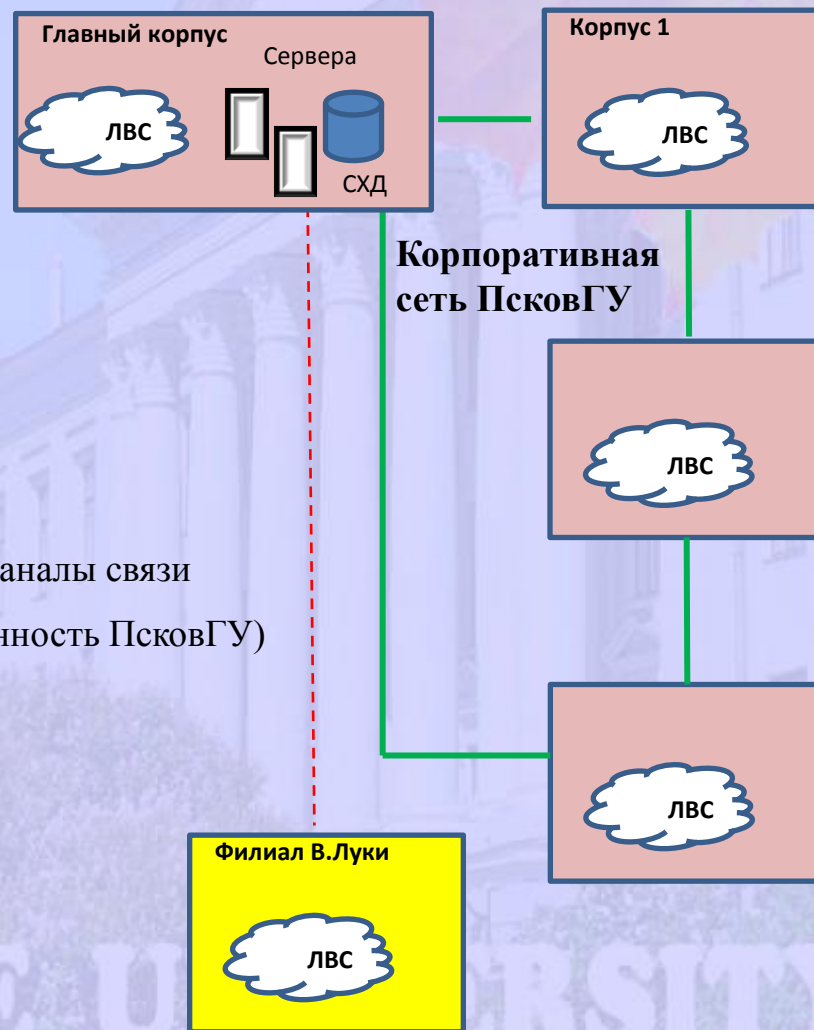 Главный корпус
Сервера
ЛВС
СХД
Корпус 1
ЛВС
Корпоративная
сеть ПсковГУ
ЛВС
аналы связи
нность ПсковГУ)
ЛВС
Филиал В.Луки
ЛВС